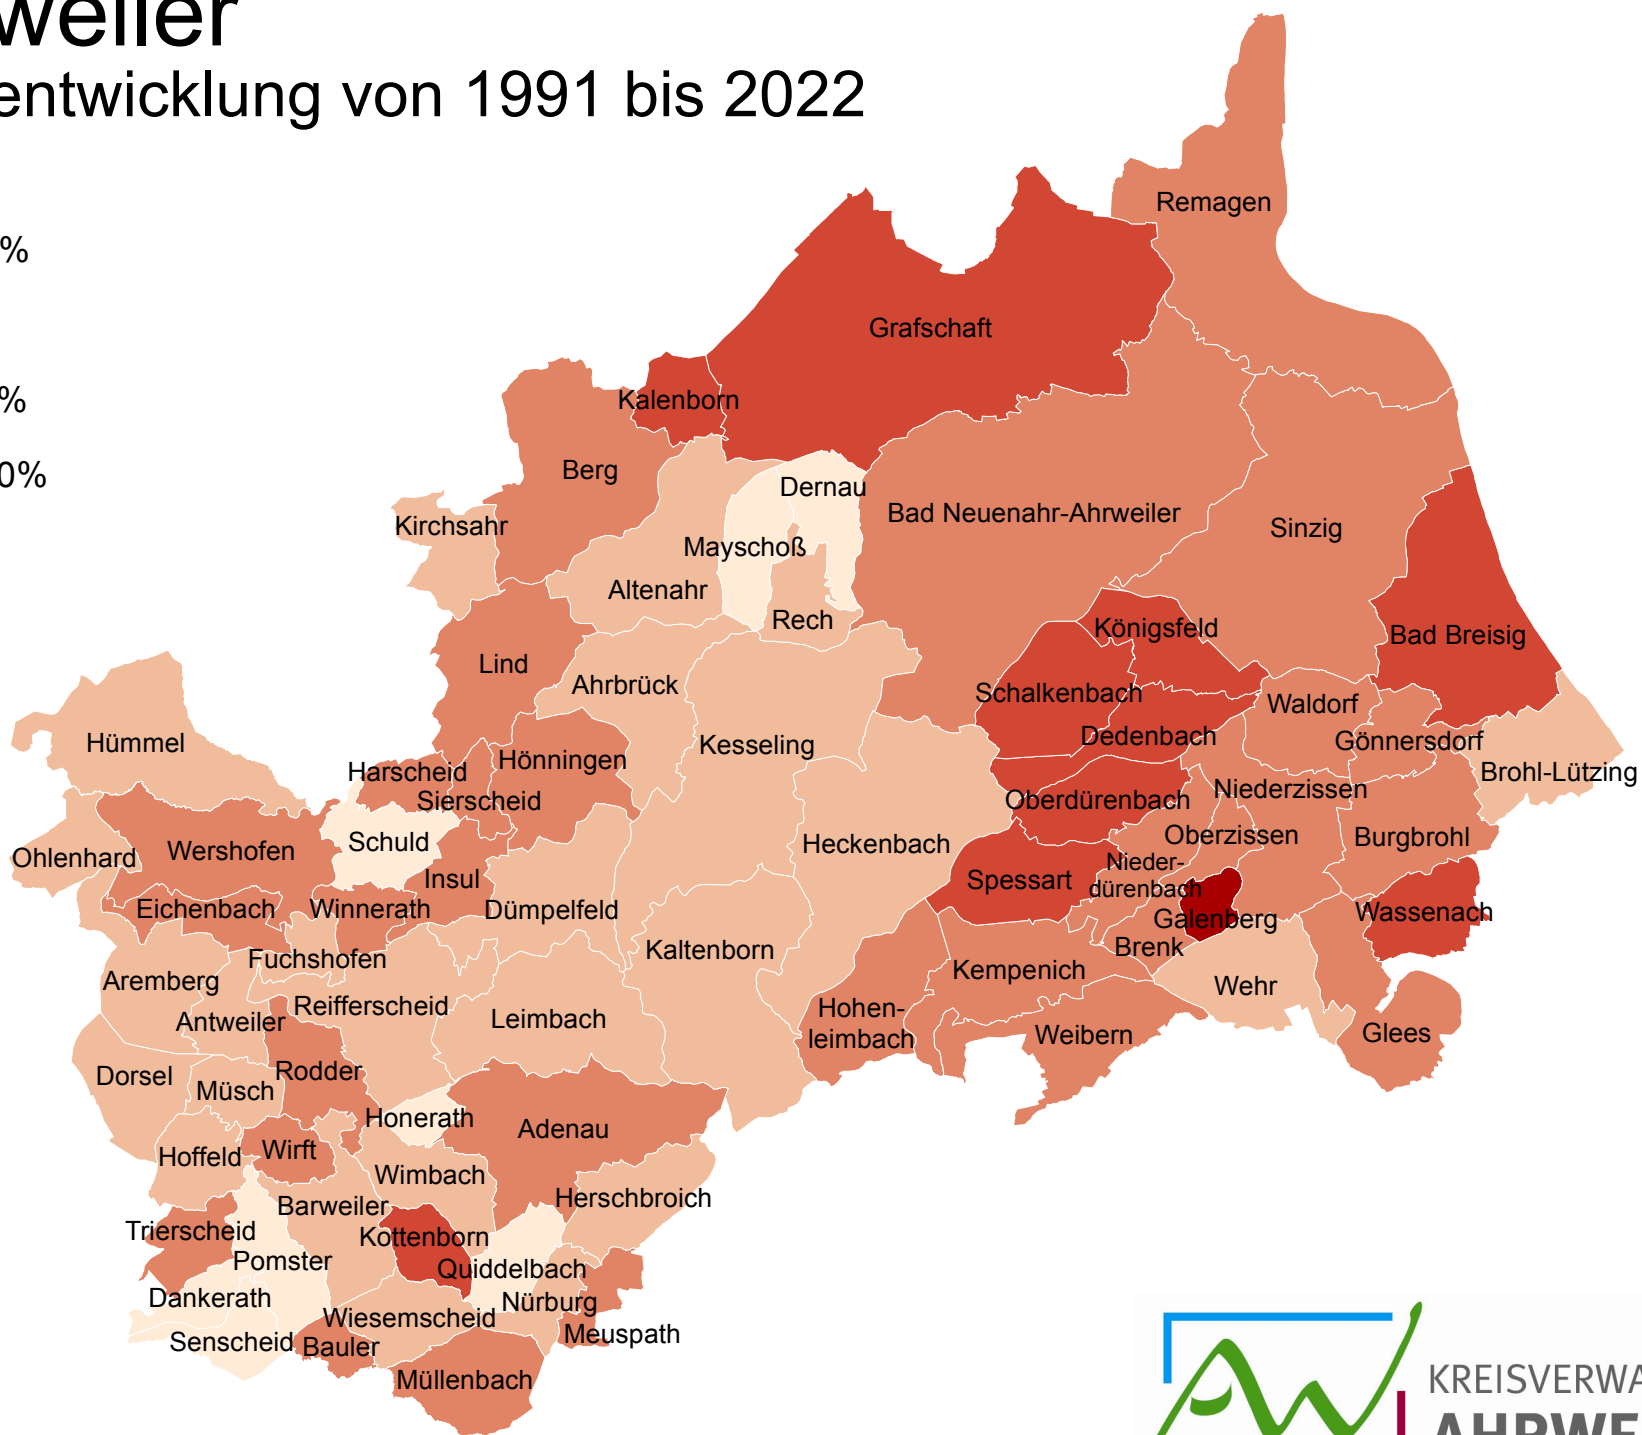 weiler
entwicklung von 1991 bis 2022
%
%
0%
Remagen
Grafschaft
Kalenborn
Berg
Dernau
Bad Neuenahr-Ahrweiler
Kirchsahr
Sinzig
Mayschoß
Altenahr
Rech
Königsfeld
Bad Breisig
Lind
Ahrbrück
Schalkenbach
Waldorf
Dedenbach
Hümmel
Kesseling
Gönnersdorf
Hönningen
Harscheid
Brohl-Lützing
Niederzissen
Sierscheid
Oberdürenbach
Oberzissen
Burgbrohl
Schuld
Heckenbach
Wershofen
Ohlenhard
Nieder-
dürenbach
Insul
Spessart
Eichenbach
Winnerath
Dümpelfeld
Wassenach
Galenberg
Brenk
Kaltenborn
Fuchshofen
Kempenich
Aremberg
Wehr
Reifferscheid
Hohen-
leimbach
Leimbach
Antweiler
Weibern
Glees
Rodder
Dorsel
Müsch
Honerath
Adenau
Wirft
Hoffeld
Wimbach
Herschbroich
Barweiler
Trierscheid
Kottenborn
Pomster
Quiddelbach
Dankerath
Nürburg
Wiesemscheid
Meuspath
Senscheid
Bauler
Müllenbach
AW
KREISVERWA
AHRWE